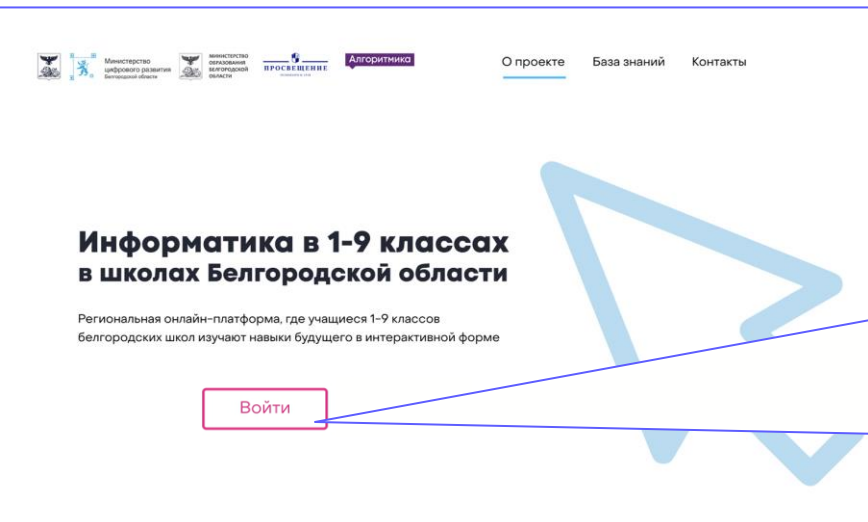 Министерство
цифрового развития
Белгородской области
МИНИСТЕРСТВО
ОБРАЗОВАНИЯ
БЕЛГОРОДСКОЙ
ОБЛАСТИ
ПРОСВЕЩЕНИЕ
Алгоритмика
О проекте
База знаний
Контакты
Информатика в 1-9 классах
в школах Белгородской области
Региональная онлайн-платформа, где учащиеся 1-9 классов
белгородских школ изучают навыки будущего в интерактивной форме
Войти